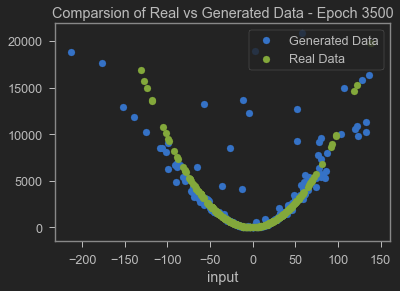 Comparsion of Real vs Generated Data - Epoch 3500
Generated Data
Real Data
20000
15000
10000
5000
0
−200 −150 −100 −50 0 50 100 150
input